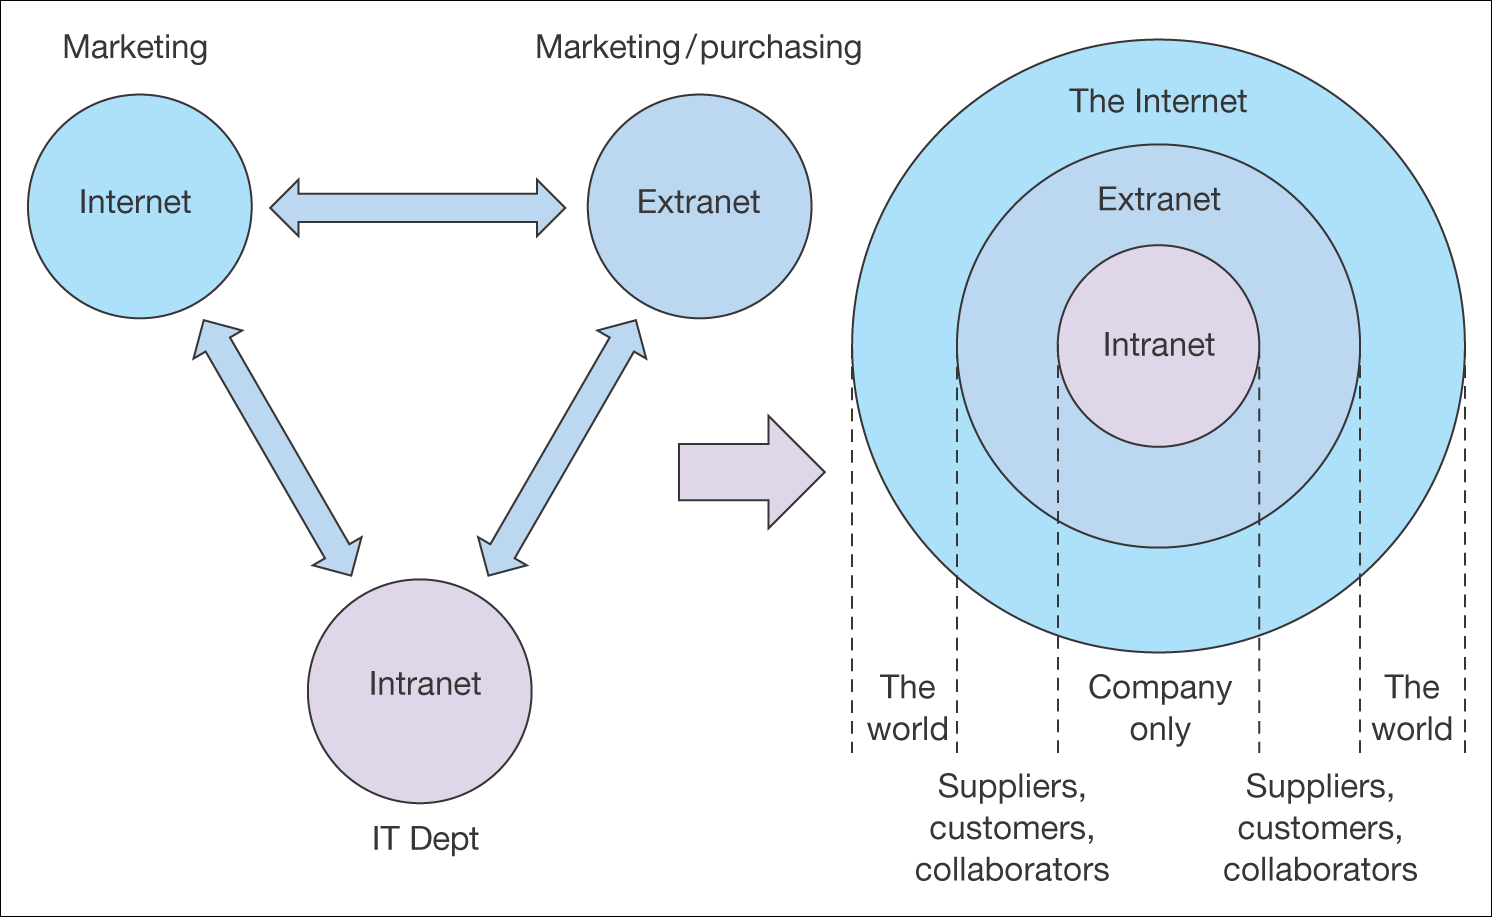 Marketing
Marketing/purchasing
Internet
Extranet
Intranet
IT Dept
The Internet
Extranet
Intranet
The
world
Company
only
The
world
Suppliers,
customers,
collaborators
Suppliers,
customers,
collaborators